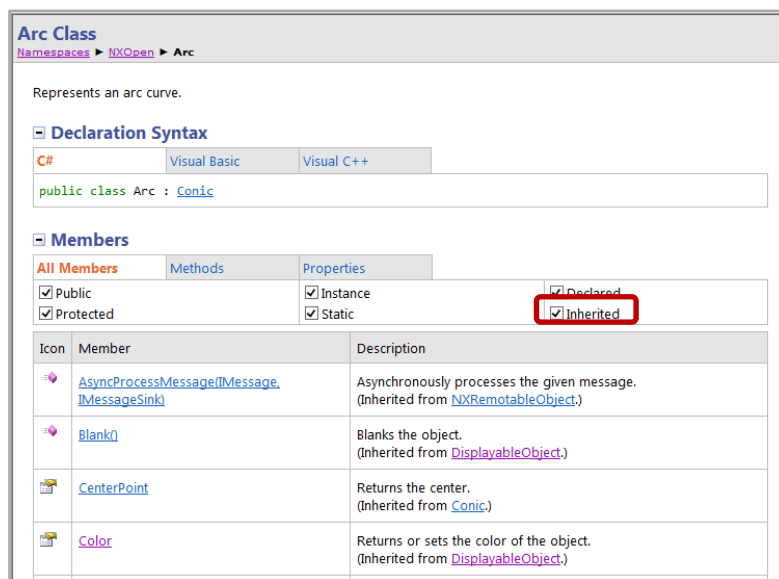 Arc Class
Namespaces ▶ NXOpen ▶ Arc
Represents an arc curve.
Declaration Syntax
C# Visual Basic Visual C++
public class Arc : Conic
Members
All Members Methods Properties
Public Instance Declared
Protected Static Inherited
Icon Member Description
AsyncProcessMessage(IMessage, Asynchronously processes the given message.
IMessageSink) (Inherited from NXRemotableObject.)
Blank() Blanks the object.
(Inherited from DisplayableObject.)
CenterPoint Returns the center.
(Inherited from Conic.)
Color Returns or sets the color of the object.
(Inherited from DisplayableObject.)